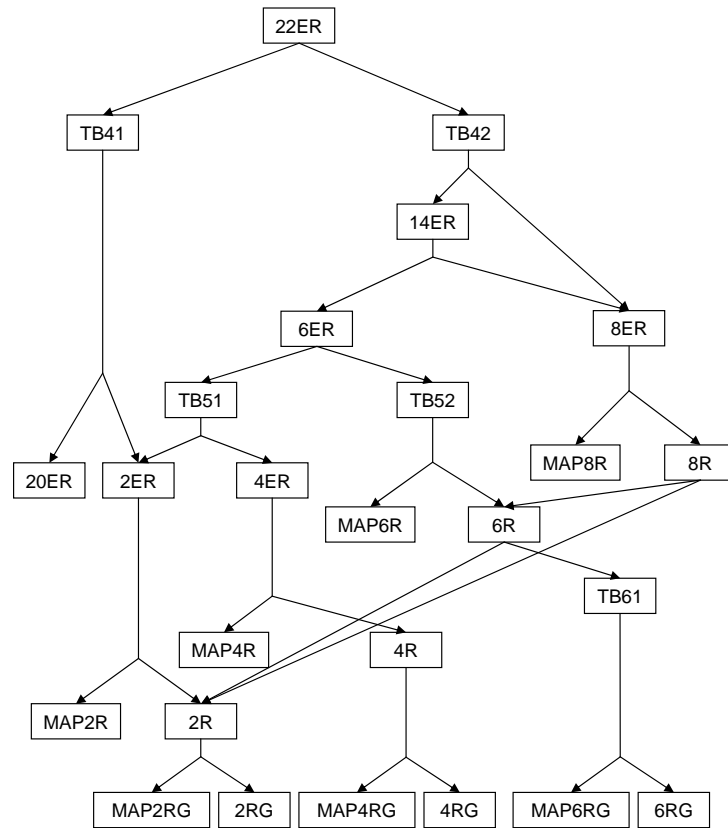 22ER
TB41
TB42
14ER
6ER
8ER
TB51
TB52
MAP8R
8R
20ER
2ER
4ER
MAP6R
6R
TB61
MAP4R
4R
MAP2R
2R
MAP2RG
2RG
MAP4RG
4RG
MAP6RG
6RG